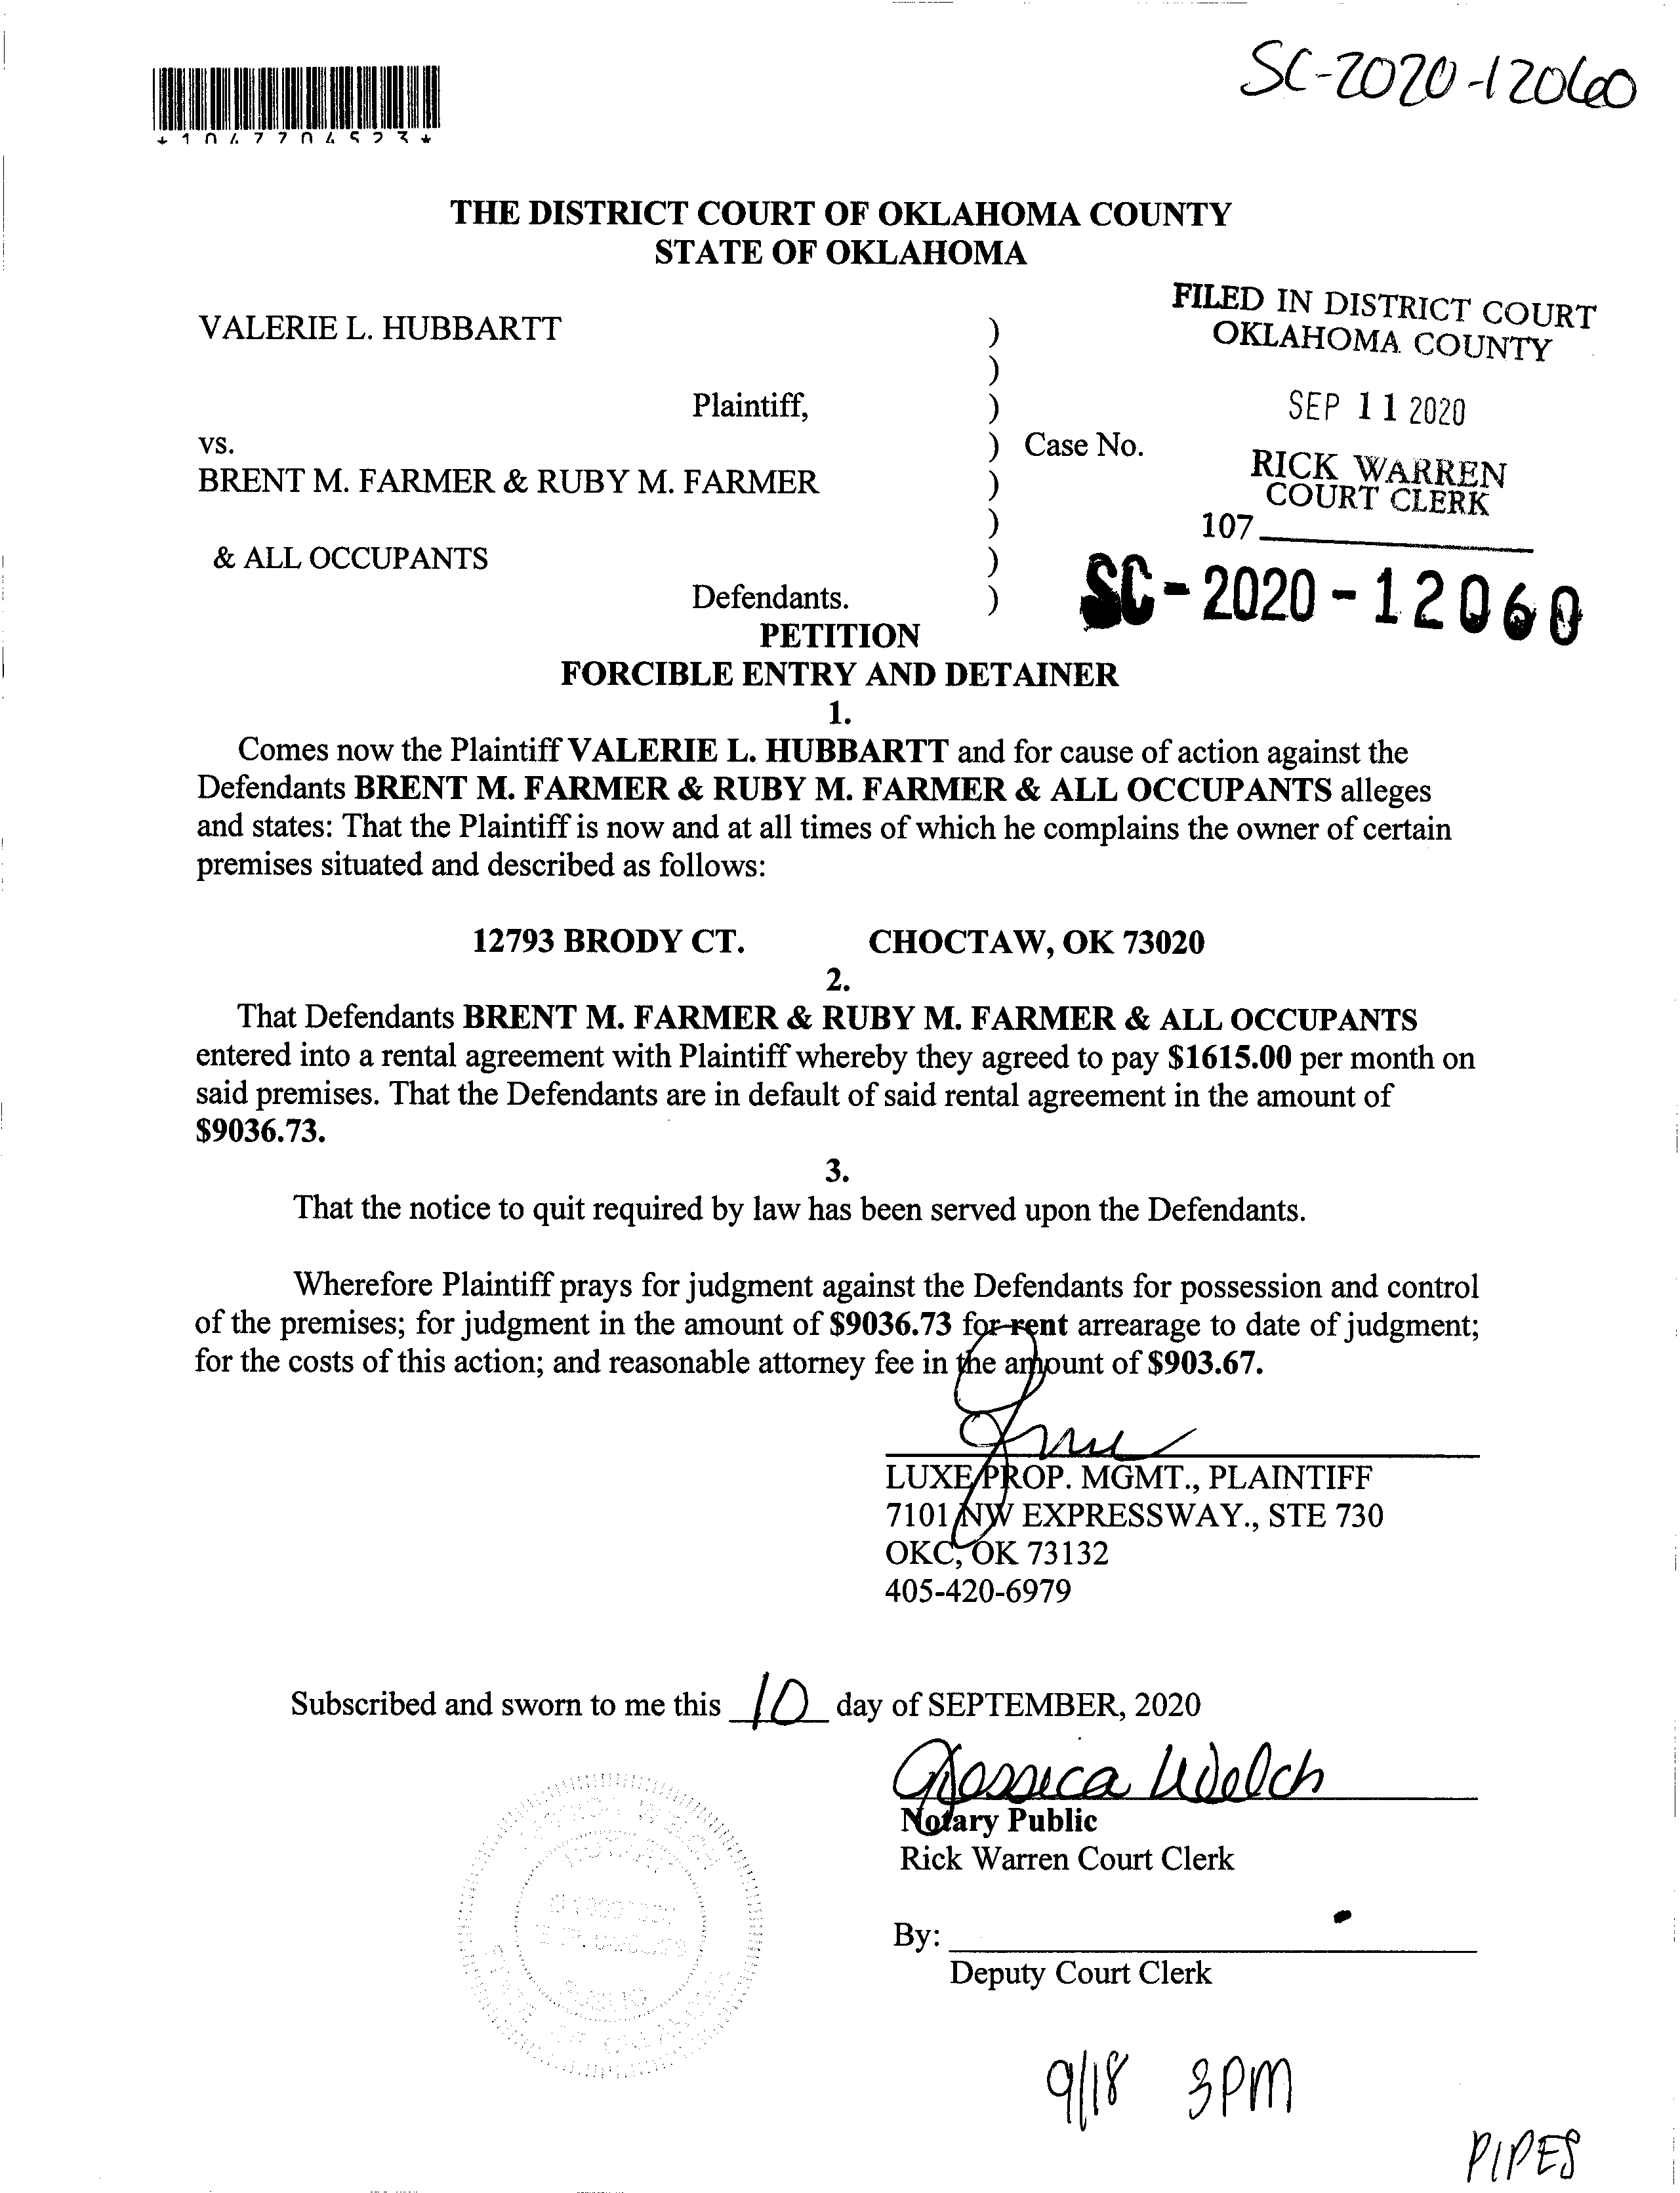 SC-2020-12060
*1047704523*
THE DISTRICT COURT OF OKLAHOMA COUNTY
STATE OF OKLAHOMA
FILED IN DISTRICT COURT
OKLAHOMA COUNTY
VALERIE L. HUBBARTT )
)
Plaintiff, )
SEP 11 2020
vs. ) Case No.
RICK WARREN
COURT CLERK
BRENT M. FARMER & RUBY M. FARMER )
)
107
& ALL OCCUPANTS )
Defendants. )
SC-2020-12060
PETITION
FORCIBLE ENTRY AND DETAINER
1.
Comes now the Plaintiff VALERIE L. HUBBARTT and for cause of action against the
Defendants BRENT M. FARMER & RUBY M. FARMER & ALL OCCUPANTS alleges
and states: That the Plaintiff is now and at all times of which he complains the owner of certain
premises situated and described as follows:
12793 BRODY CT. CHOCTAW, OK 73020
2.
That Defendants BRENT M. FARMER & RUBY M. FARMER & ALL OCCUPANTS
entered into a rental agreement with Plaintiff whereby they agreed to pay $1615.00 per month on
said premises. That the Defendants are in default of said rental agreement in the amount of
$9036.73.
3.
That the notice to quit required by law has been served upon the Defendants.
Wherefore Plaintiff prays for judgment against the Defendants for possession and control
of the premises; for judgment in the amount of $9036.73 for rent arrearage to date of judgment;
for the costs of this action; and reasonable attorney fee in the amount of $903.67.
LUXE PROP. MGMT., PLAINTIFF
7101 NW EXPRESSWAY., STE 730
OKC, OK 73132
405-420-6979
Subscribed and sworn to me this 10 day of SEPTEMBER, 2020
Jessica Welch
Notary Public
Rick Warren Court Clerk
By:
Deputy Court Clerk
9/18 3PM
PIPES